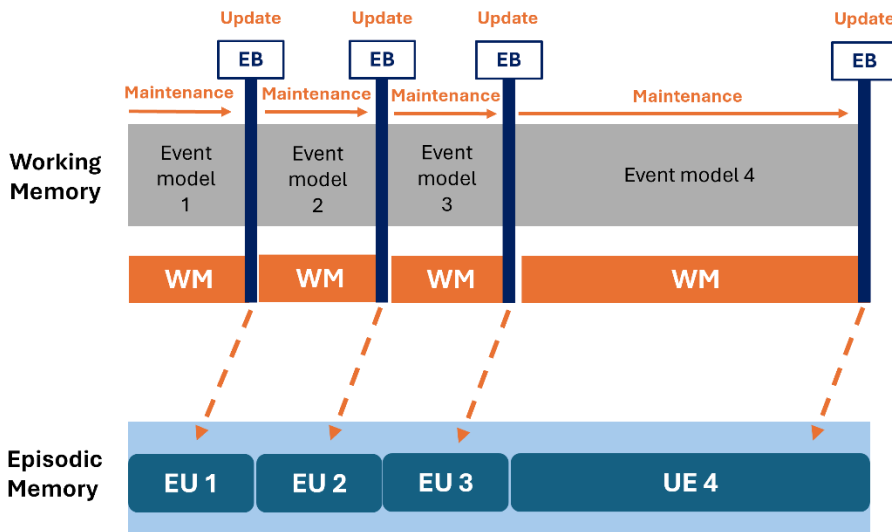 Update
Update
Update
Update
EB
EB
EB
EB
Maintenance
Maintenance
Maintenance
Maintenance
Working
Memory
Event
model
1
Event
model
2
Event
model
3
Event model 4
WM
WM
WM
WM
Episodic
Memory
EU 1
EU 2
EU 3
UE 4